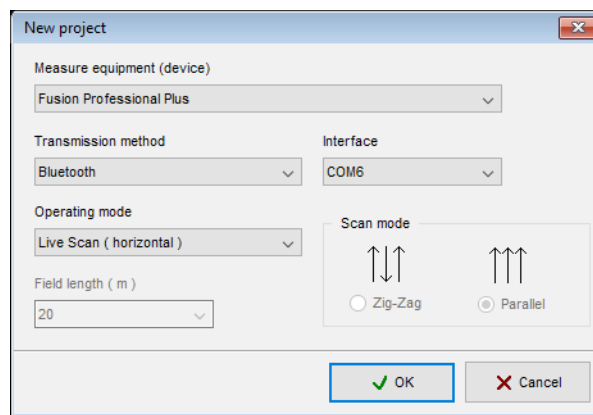 New project
Measure equipment (device)
Fusion Professional Plus
Transmission method
Interface
Bluetooth
COM6
Operating mode
Live Scan ( horizontal )
Scan mode
Zig-Zag
Parallel
Field length ( m )
20
OK
Cancel